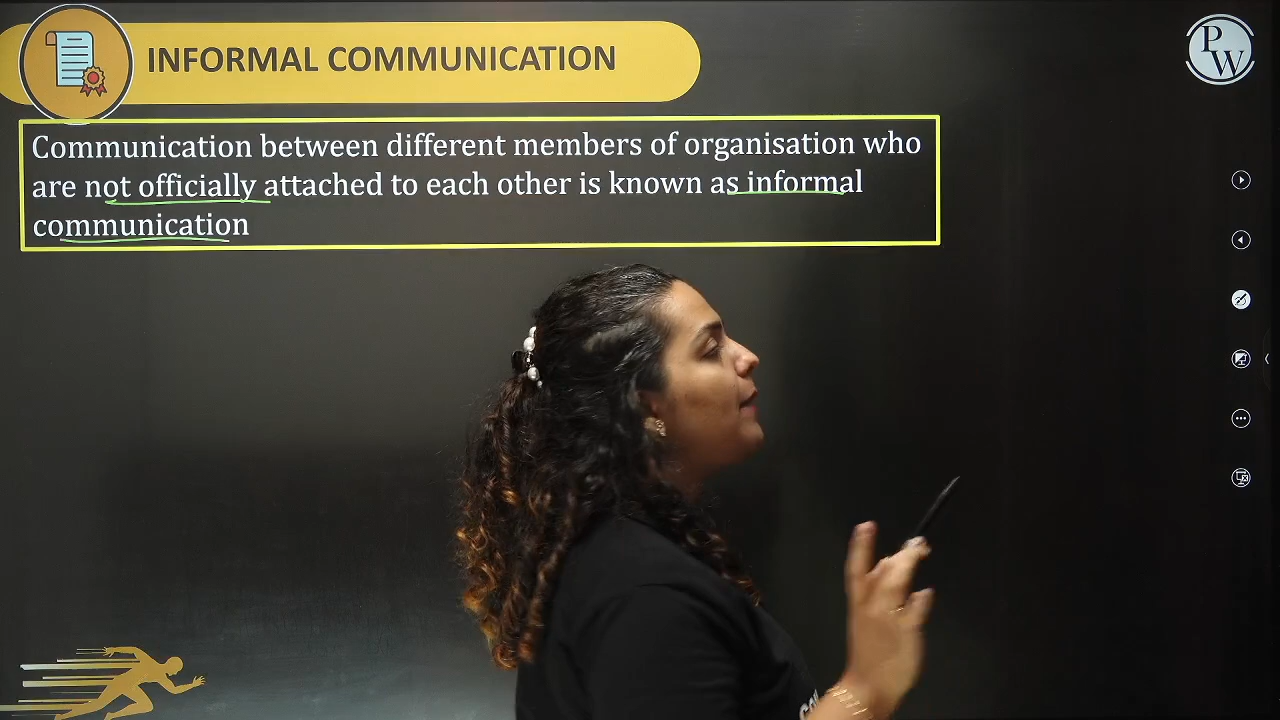 INFORMAL COMMUNICATION
P
W
Communication between different members of organisation who
are not officially attached to each other is known as informal
communication